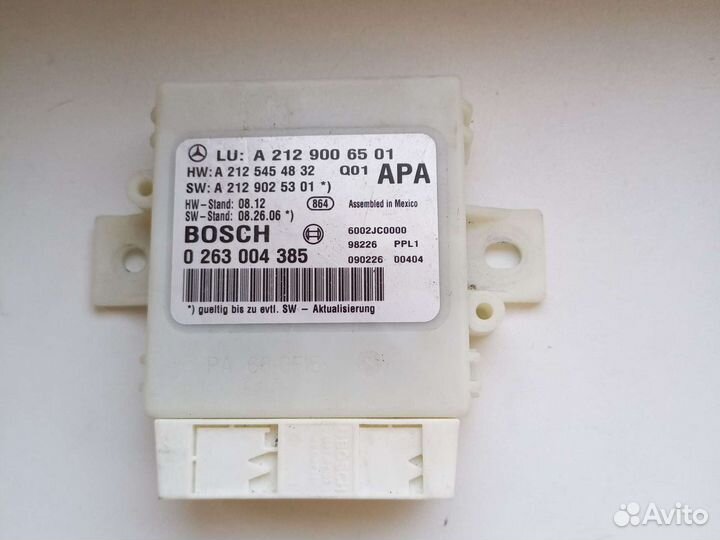 LU: A 212 900 65 01
HW: A 212 545 48 32 Q01 APA
SW: A 212 902 53 01 *)
HW-Stand: 08.12 864 Assembled in Mexico
SW-Stand: 08.26.06 *)
BOSCH 6002JC0000
98226 PPL1
0 263 004 385 090226 00404
*) gueltig bis zu evtl. SW - Aktualisierung
BOSCH
Avito